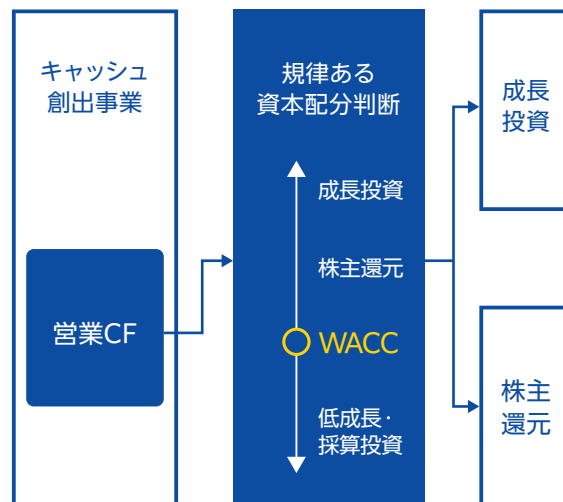 キャッシュ
創出事業
営業CF
規律ある
資本配分判断
成長投資
株主還元
WACC
低成長・
採算投資
成長
投資
株主
還元